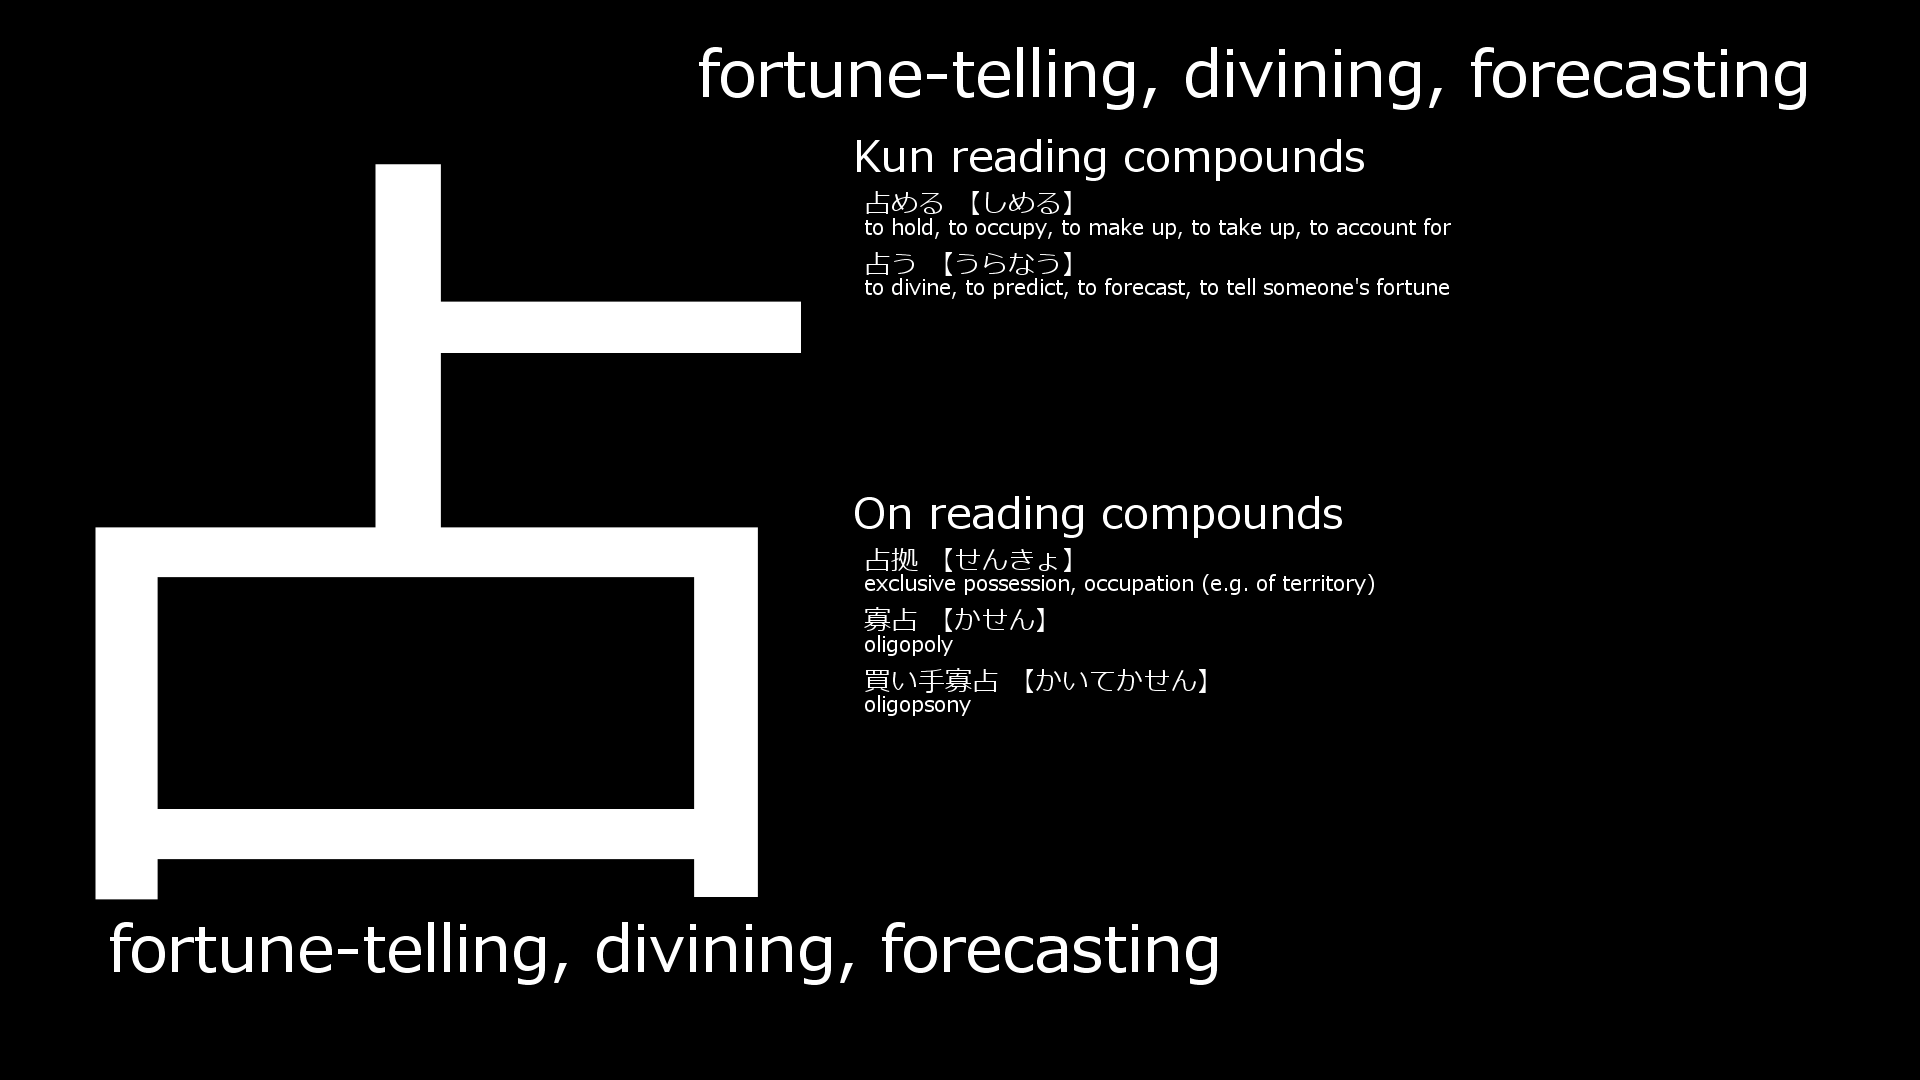 fortune-telling, divining, forecasting
占
Kun reading compounds
占める 【しめる】
to hold, to occupy, to make up, to take up, to account for
占う 【うらなう】
to divine, to predict, to forecast, to tell someone's fortune
On reading compounds
占拠 【せんきょ】
exclusive possession, occupation (e.g. of territory)
寡占 【かせん】
oligopoly
買い手寡占 【かいてかせん】
oligopsony
fortune-telling, divining, forecasting